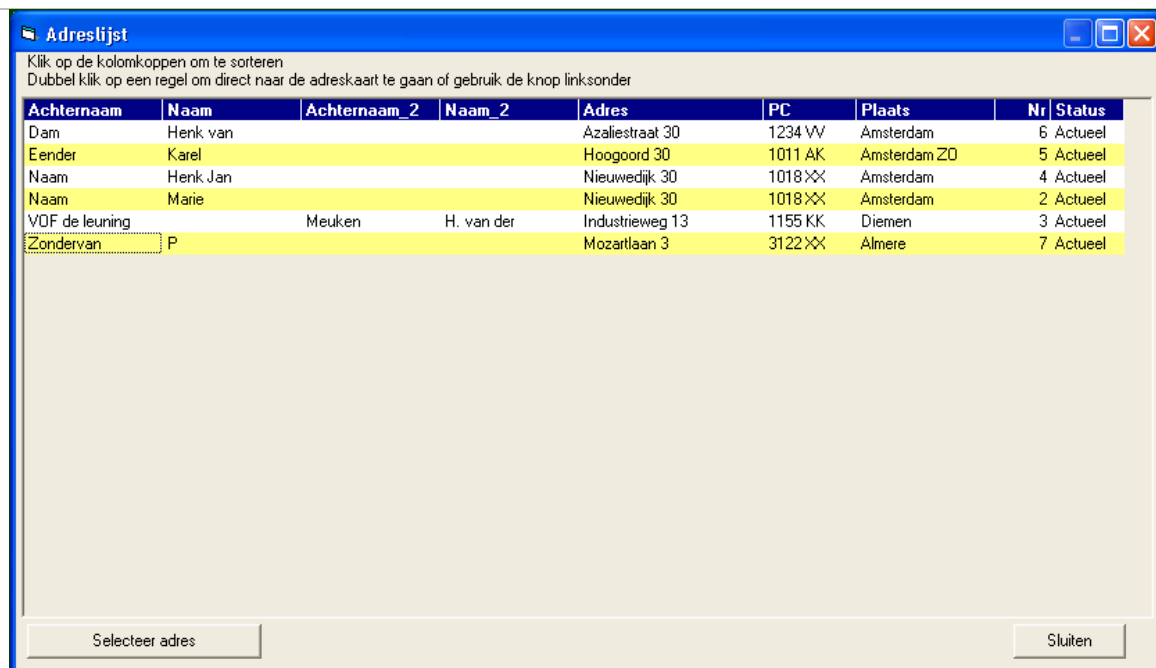 Adreslijst
Klik op de kolomkoppen om te sorteren
Dubbel klik op een regel om direct naar de adreskaart te gaan of gebruik de knop linksonder
Achternaam Naam Achternaam_2 Naam_2 Adres PC Plaats Nr Status
Dam Henk van Azaliestraat 30 1234 VV Amsterdam 6 Actueel
Eender Karel Hoogoord 30 1011 AK Amsterdam ZO 5 Actueel
Naam Henk Jan Nieuwedijk 30 1018 XX Amsterdam 4 Actueel
Naam Marie Nieuwedijk 30 1018 XX Amsterdam 2 Actueel
VOF de leuning Meuken H. van der Industrieweg 13 1155 KK Diemen 3 Actueel
Zondervan P Mozartlaan 3 3122 XX Almere 7 Actueel
Selecteer adres Sluiten